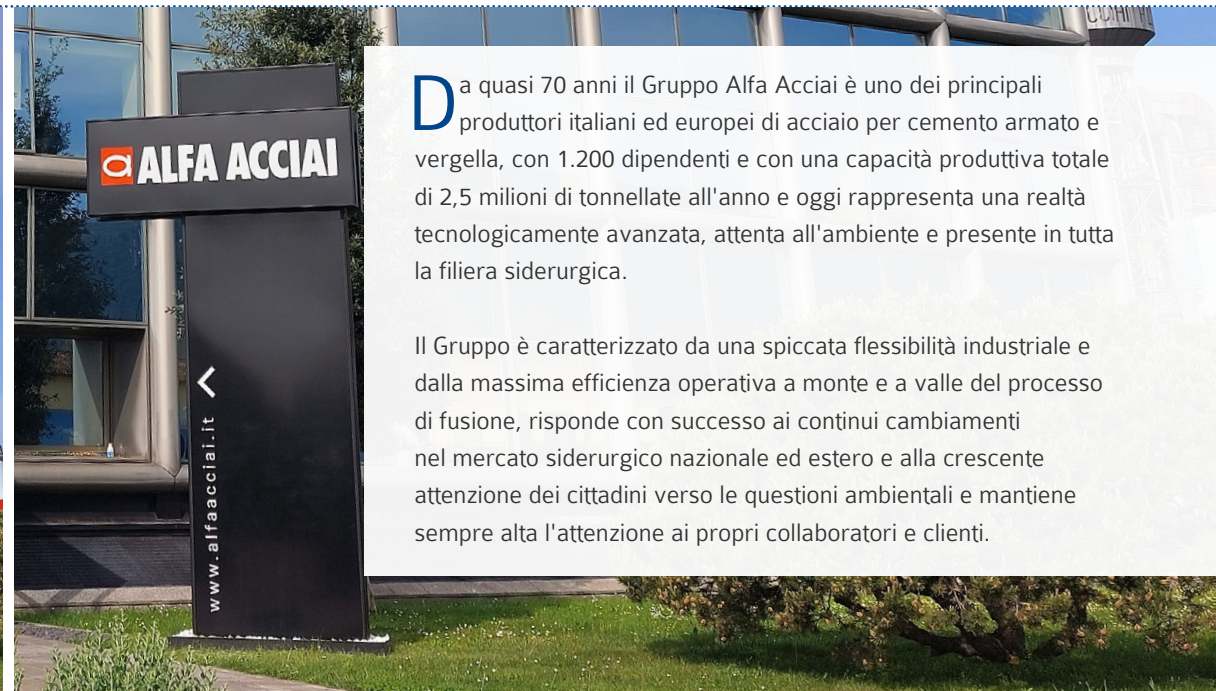 ALFA ACCIAI
www.alfaacciai.it
Da quasi 70 anni il Gruppo Alfa Acciai è uno dei principali
produttori italiani ed europei di acciaio per cemento armato e
vergella, con 1.200 dipendenti e con una capacità produttiva totale
di 2,5 milioni di tonnellate all'anno e oggi rappresenta una realtà
tecnologicamente avanzata, attenta all'ambiente e presente in tutta
la filiera siderurgica.
Il Gruppo è caratterizzato da una spiccata flessibilità industriale e
dalla massima efficienza operativa a monte e a valle del processo
di fusione, risponde con successo ai continui cambiamenti
nel mercato siderurgico nazionale ed estero e alla crescente
attenzione dei cittadini verso le questioni ambientali e mantiene
sempre alta l'attenzione ai propri collaboratori e clienti.